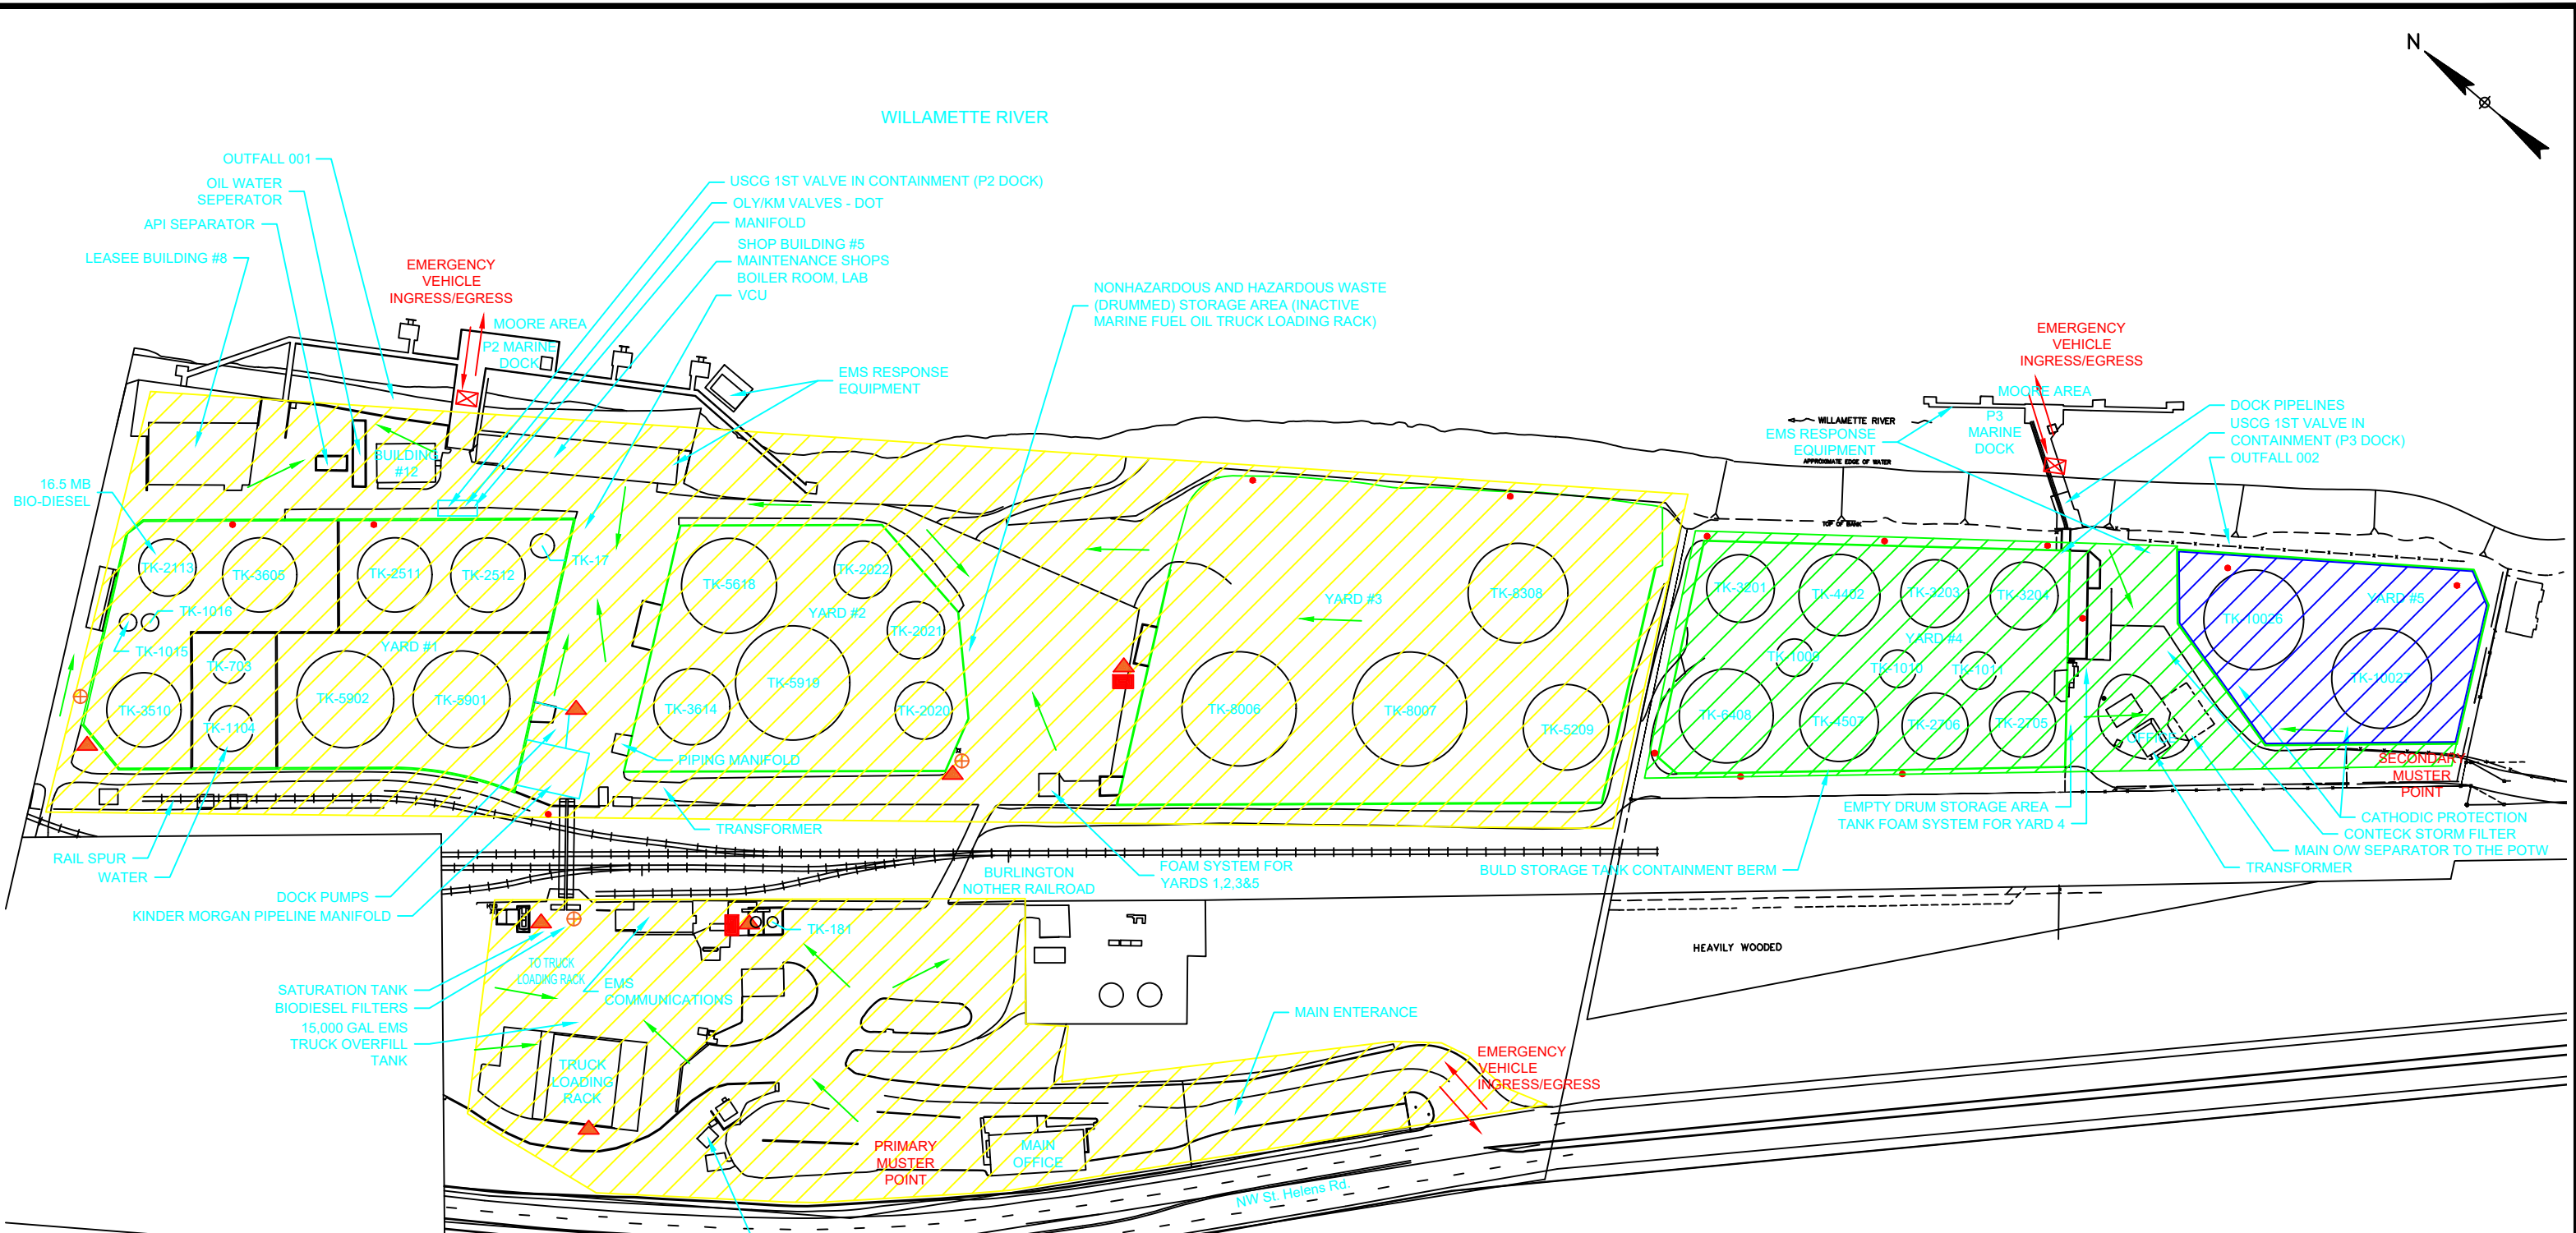 N
WILLAMETTE RIVER
OUTFALL 001
OIL WATER
SEPERATOR
API SEPARATOR
LEASEE BUILDING #8
EMERGENCY
VEHICLE
INGRESS/EGRESS
MOORE AREA
P2 MARINE
DOCK
USCG 1ST VALVE IN CONTAINMENT (P2 DOCK)
OLY/KM VALVES - DOT
MANIFOLD
SHOP BUILDING #5
MAINTENANCE SHOPS
BOILER ROOM, LAB
VCU
EMS RESPONSE
EQUIPMENT
NONHAZARDOUS AND HAZARDOUS WASTE
(DRUMMED) STORAGE AREA (INACTIVE
MARINE FUEL OIL TRUCK LOADING RACK)
EMERGENCY
VEHICLE
INGRESS/EGRESS
MOORE AREA
P3
MARINE
DOCK
WILLAMETTE RIVER
EMS RESPONSE
EQUIPMENT
APPROXIMATE EDGE OF WATER
TOP OF BANK
DOCK PIPELINES
USCG 1ST VALVE IN
CONTAINMENT (P3 DOCK)
OUTFALL 002
BUILDING
#12
16.5 MB
BIO-DIESEL
TK-2113
TK-3605
TK-2511
TK-2512
TK-17
TK-1016
TK-1015
TK-703
YARD #1
TK-3510
TK-1104
TK-5902
TK-5901
TK-5618
TK-2022
YARD #2
TK-2021
TK-5919
TK-3614
TK-2020
PIPING MANIFOLD
YARD #3
TK-8308
TK-8006
TK-8007
TK-5209
TK-3201
TK-4402
TK-3203
TK-3204
YARD #4
TK-1009
TK-1010
TK-1011
TK-6408
TK-4507
TK-2706
TK-2705
OFFICE
YARD #5
TK-10026
TK-10027
SECONDARY
MUSTER
POINT
EMPTY DRUM STORAGE AREA
TANK FOAM SYSTEM FOR YARD 4
CATHODIC PROTECTION
CONTECK STORM FILTER
MAIN O/W SEPARATOR TO THE POTW
TRANSFORMER
BULD STORAGE TANK CONTAINMENT BERM
TRANSFORMER
RAIL SPUR
WATER
DOCK PUMPS
KINDER MORGAN PIPELINE MANIFOLD
BURLINGTON
NOTHER RAILROAD
FOAM SYSTEM FOR
YARDS 1,2,3&5
TK-181
TO TRUCK
LOADING RACK
EMS
COMMUNICATIONS
SATURATION TANK
BIODIESEL FILTERS
15,000 GAL EMS
TRUCK OVERFILL
TANK
TRUCK
LOADING
RACK
HEAVILY WOODED
MAIN ENTERANCE
EMERGENCY
VEHICLE
INGRESS/EGRESS
PRIMARY
MUSTER
POINT
MAIN
OFFICE
NW St. Helens Rd.